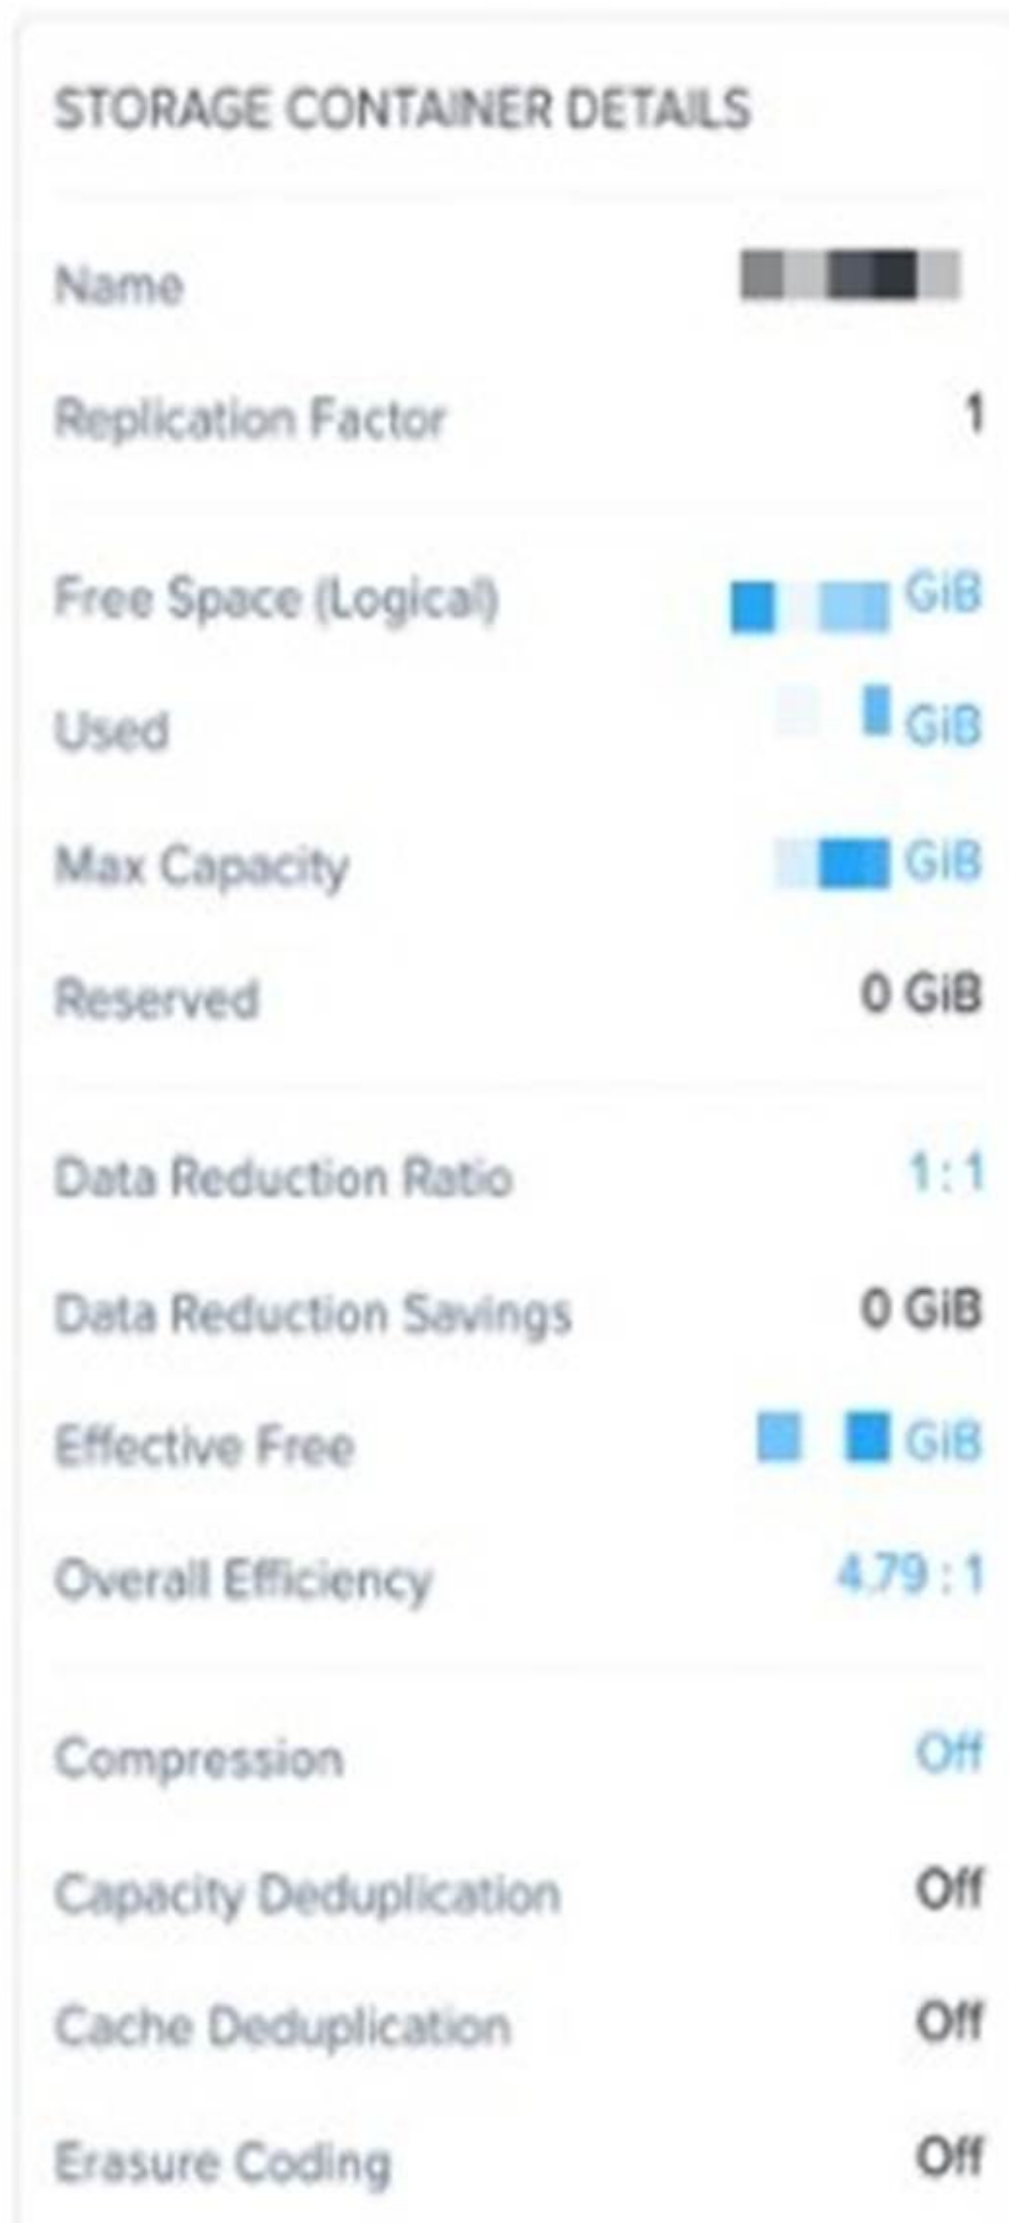 STORAGE CONTAINER DETAILS
Name
Replication Factor 1
Free Space (Logical) GiB
Used GiB
Max Capacity GiB
Reserved 0 GiB
Data Reduction Ratio 1 : 1
Data Reduction Savings 0 GiB
Effective Free GiB
Overall Efficiency 4.79 : 1
Compression Off
Capacity Deduplication Off
Cache Deduplication Off
Erasure Coding Off